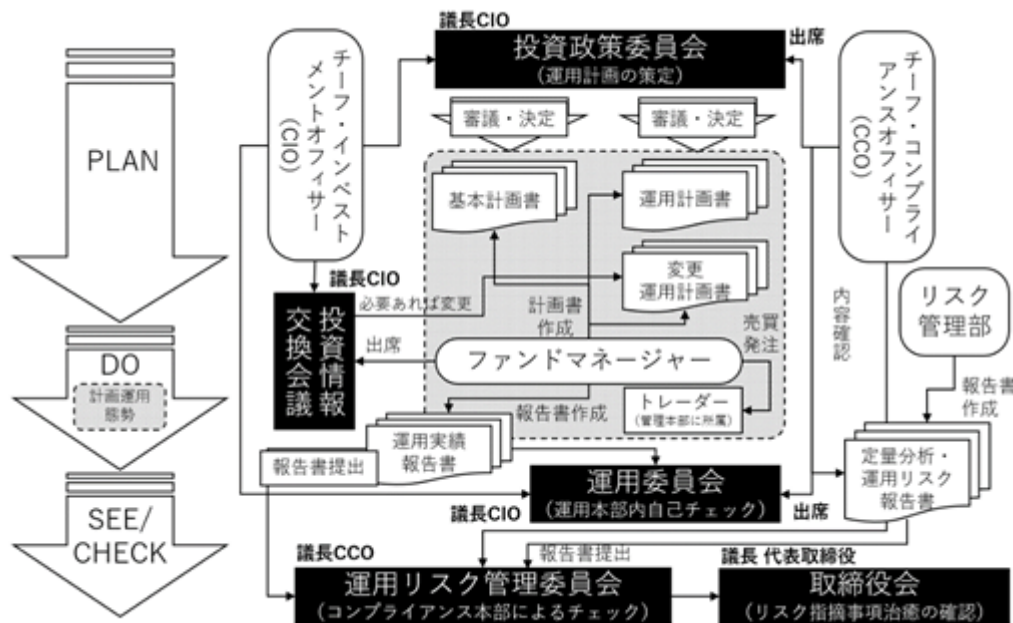 議長CIO
投資政策委員会
(運用計画の策定)
出席
チーフ・インベスト
メントオフィサー
(CIO)
チーフ・コンプライ
アンスオフィサー
(CCO)
PLAN
審議・決定
審議・決定
基本計画書
運用計画書
変更
運用計画書
議長CIO
必要あれば変更
投資情報
交換会議
計画書
作成
売買
発注
内容確認
リスク
管理部
DO
計画運用
態勢
出席
ファンドマネージャー
報告書作成
トレーダー
(管理本部に所属)
報告書
作成
運用実績
報告書
報告書提出
定量分析・
運用リスク
報告書
運用委員会
(運用本部内自己チェック)
議長CIO
出席
SEE/
CHECK
議長CCO
報告書提出
議長 代表取締役
運用リスク管理委員会
(コンプライアンス本部によるチェック)
取締役会
(リスク指摘事項治癒の確認)